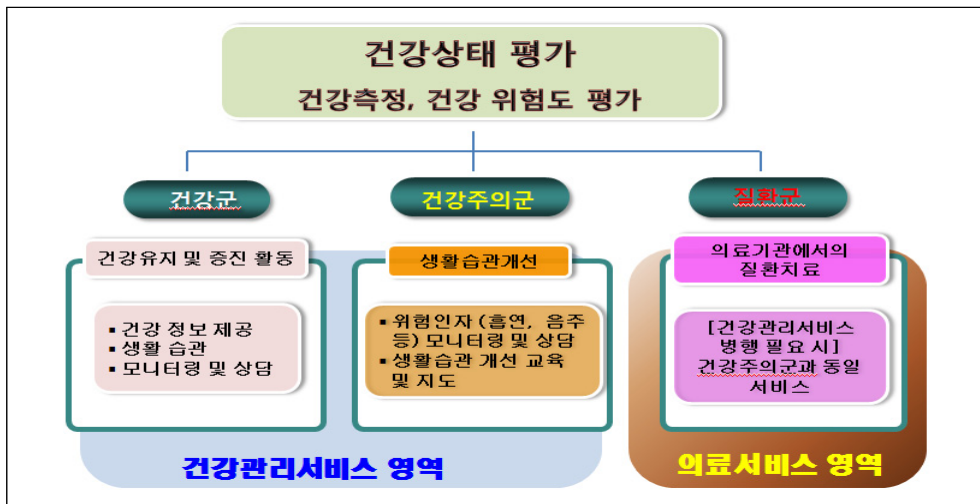 건강상태 평가
건강측정, 건강 위험도 평가
건강군
건강주의군
질환군
건강유지 및 증진 활동
▪ 건강 정보 제공
▪ 생활 습관
▪ 모니터링 및 상담
생활습관개선
▪ 위험인자 (흡연, 음주
등) 모니터링 및 상담
▪ 생활습관 개선 교육
및 지도
의료기관에서의
질환치료
[건강관리서비스
병행 필요 시]
건강주의군과 동일
서비스
건강관리서비스 영역
의료서비스 영역